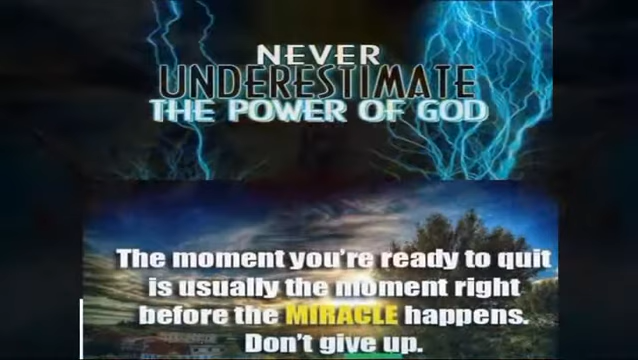 NEVER
UNDERESTIMATE
THE POWER OF GOD
The moment you're ready to quit
is usually the moment right
before the MIRACLE happens.
Don't give up.